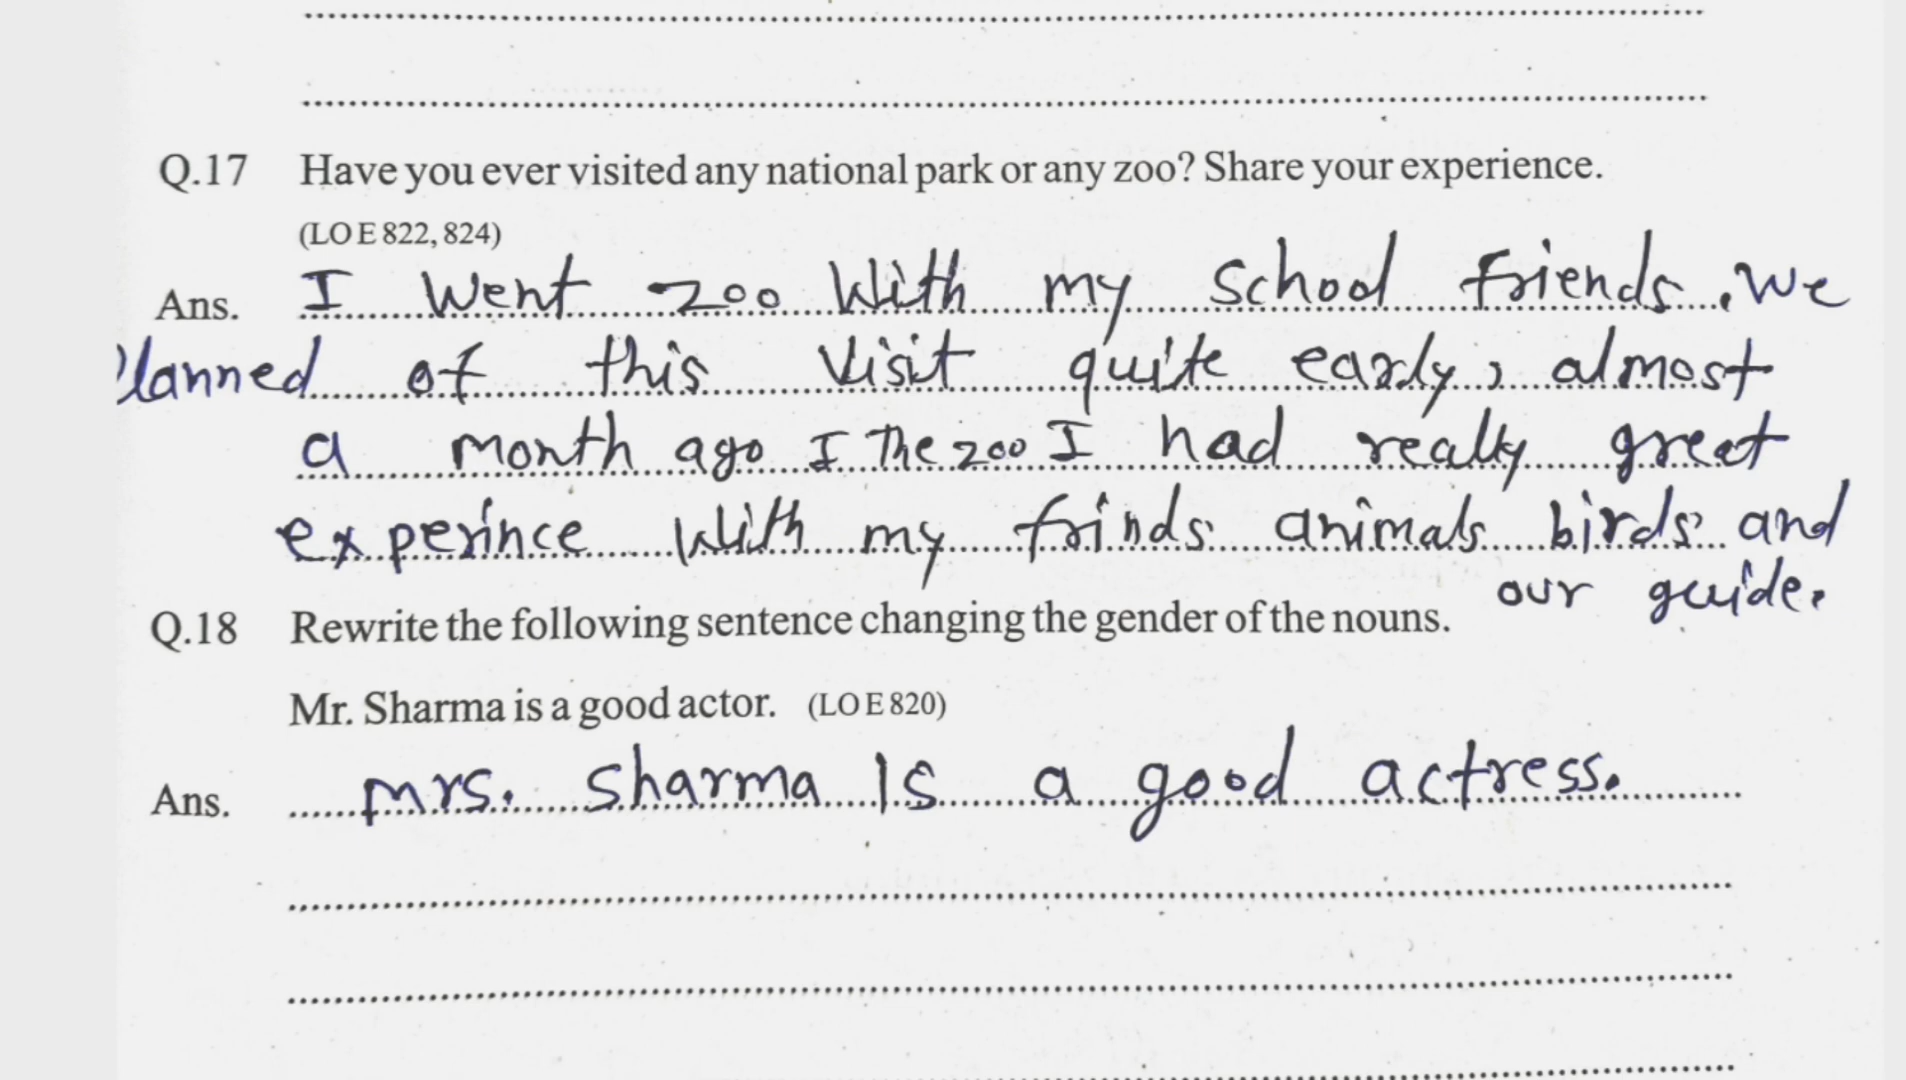 Q.17 Have you ever visited any national park or any zoo? Share your experience.
(LO E 822, 824)
Ans. I went zoo with my school friends. we
Planned of this visit quite early, almost
a month ago I The zoo I had really great
experince with my frinds animals birds and
our guide.
Q.18 Rewrite the following sentence changing the gender of the nouns.
Mr. Sharma is a good actor. (LO E 820)
Ans. Mrs. Sharma Is a good actress.